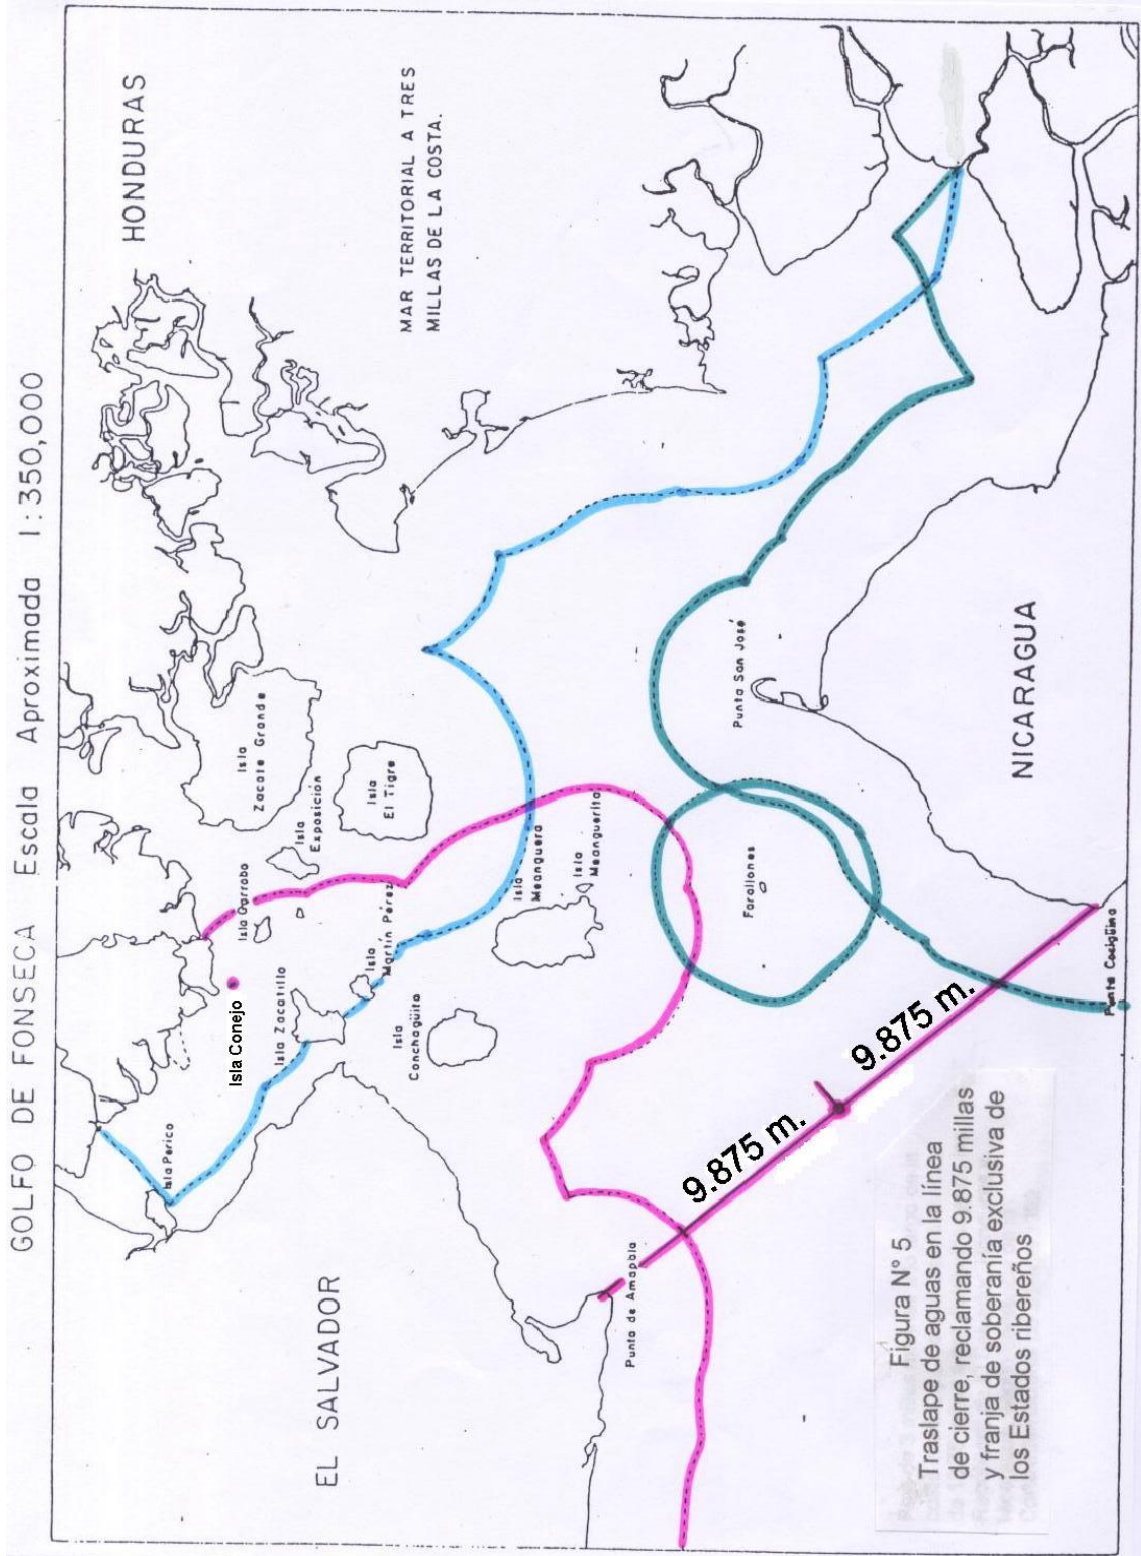 GOLFO DE FONSECA Escala Aproximada 1:350,000
HONDURAS
MAR TERRITORIAL A TRES
MILLAS DE LA COSTA.
Isla
Zacate Grande
Isla
Exposición
Isla
El Tigre
Isla Garrobo
Isla Conejo
Isla Zacatillo
Isla
Martín Pérez
Isla Perico
Isla
Meanguera
Isla
Meanguerita
Isla
Conchagüita
Farallones
Punta San José
EL SALVADOR
NICARAGUA
Punta de Amapala
Punta Cosigüina
9.875 m.
9.875 m.
Figura N° 5
Traslape de aguas en la línea
de cierre, reclamando 9.875 millas
y franja de soberanía exclusiva de
los Estados ribereños